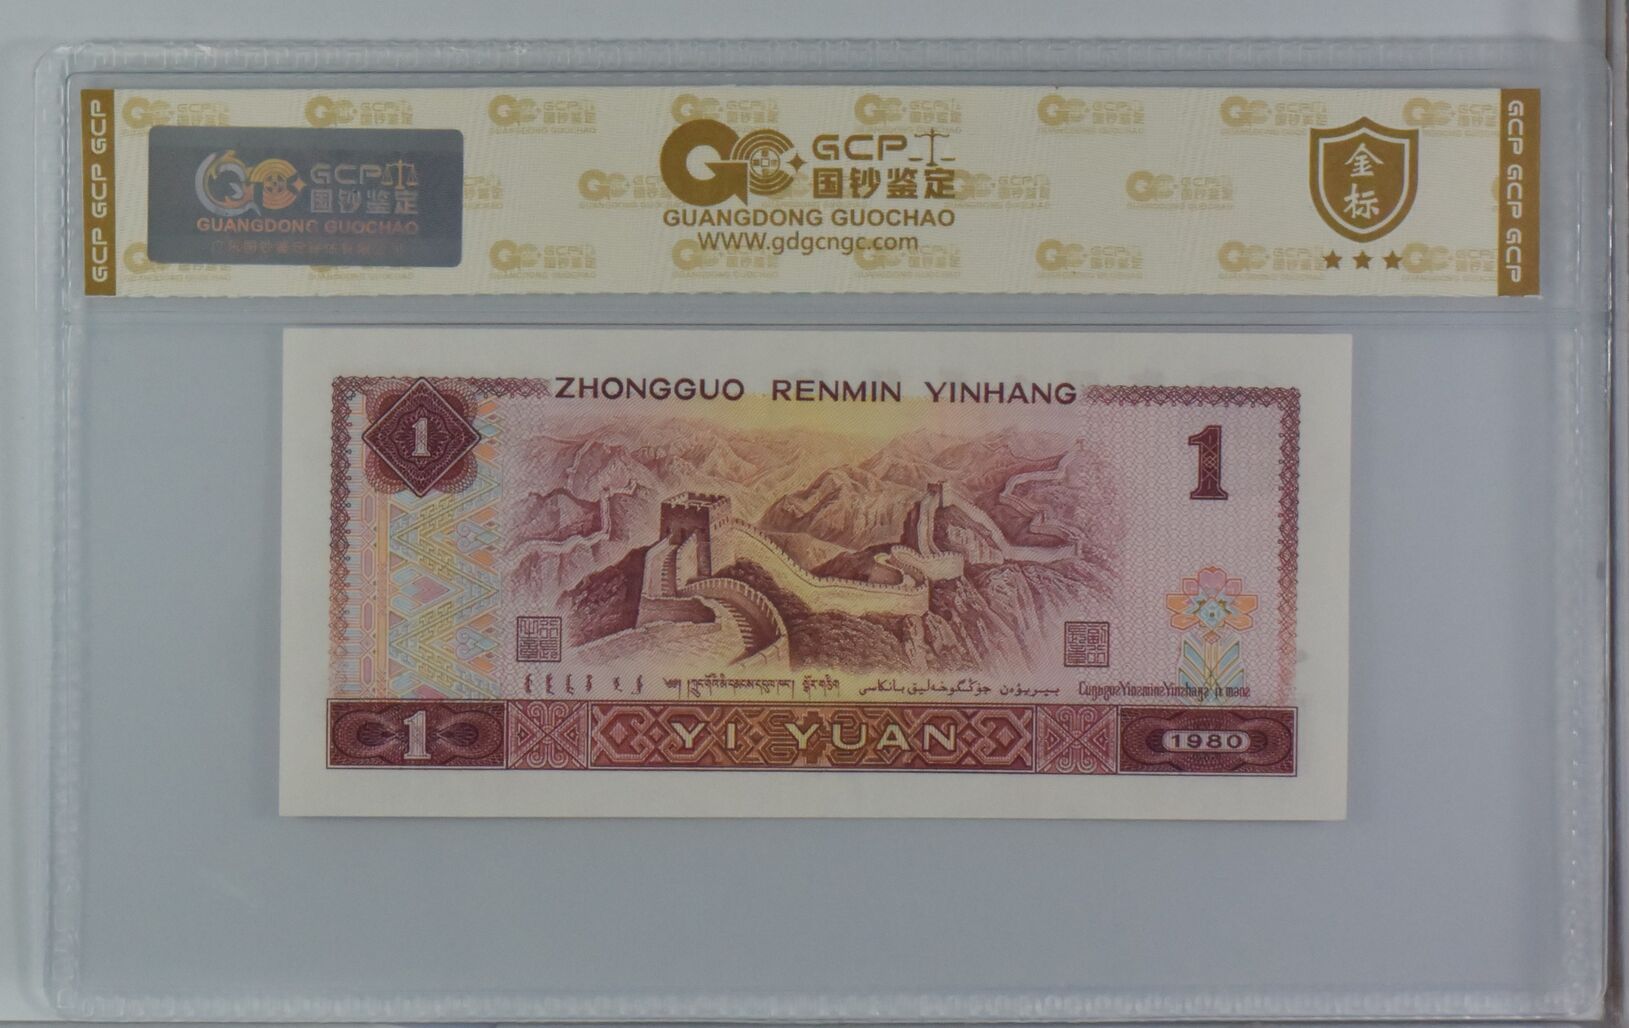 GCP GCP GCP
GCP 国钞鉴定
GUANGDONG GUOCHAO
GCP
国钞鉴定
GUANGDONG GUOCHAO
WWW.gdgcngc.com
金标
GCP GCP GCP
ZHONGGUO RENMIN YINHANG
1
1
1
YI YUAN
1980